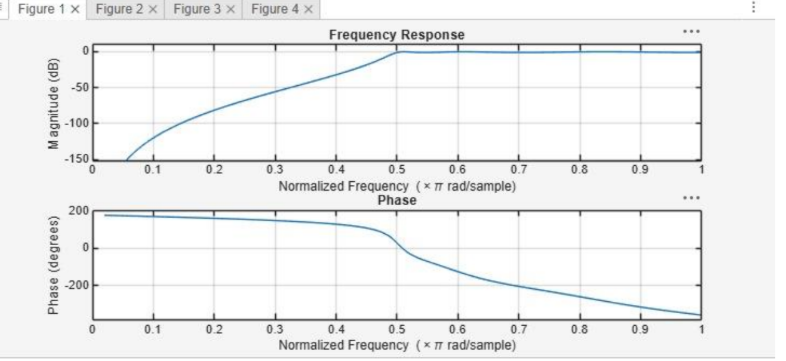 Figure 1 × Figure 2 × Figure 3 × Figure 4 ×
Frequency Response
Magnitude (dB)
0
-50
-100
-150
0 0.1 0.2 0.3 0.4 0.5 0.6 0.7 0.8 0.9 1
Normalized Frequency ( × π rad/sample)
Phase
Phase (degrees)
200
0
-200
0 0.1 0.2 0.3 0.4 0.5 0.6 0.7 0.8 0.9 1
Normalized Frequency ( × π rad/sample)